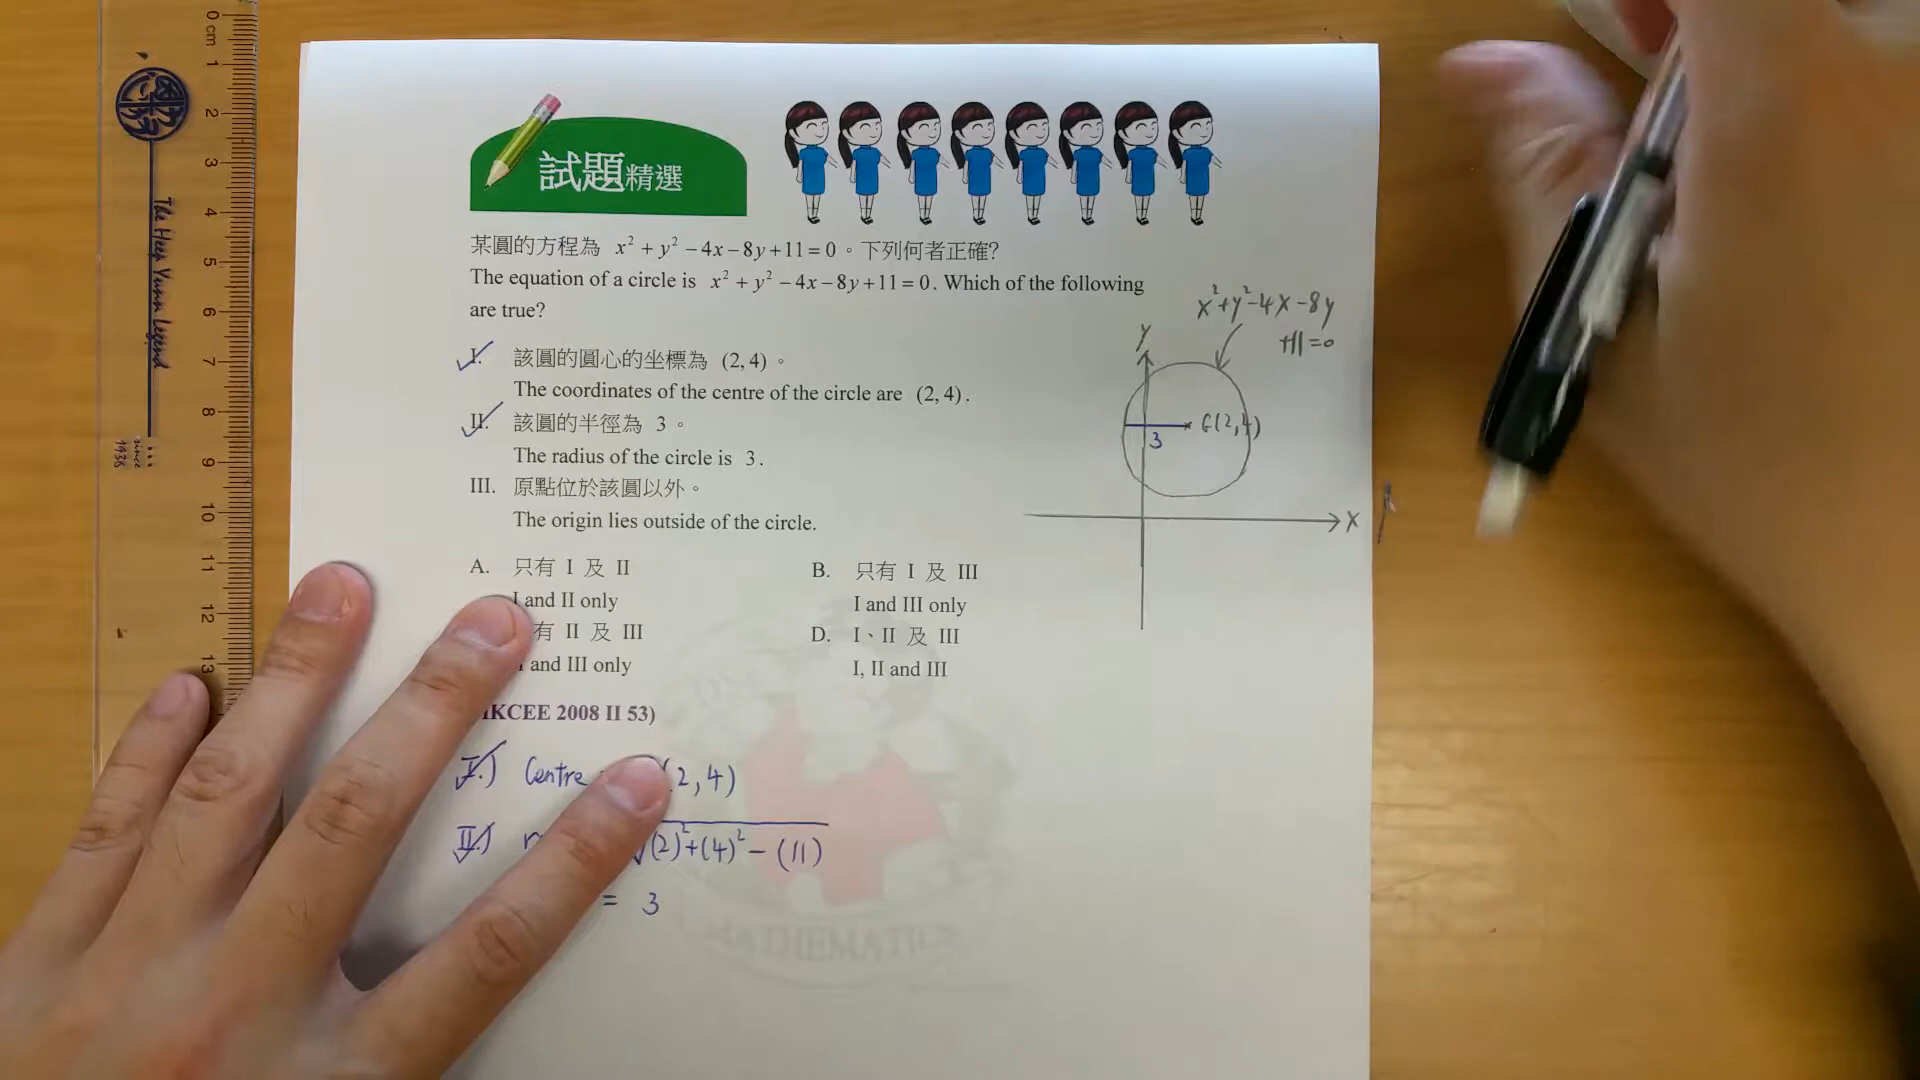 0 cm
1
2
3
4
5
6
7
8
9
10
11
12
13
The Heep Yunn Legend
since
1936
試題精選
某圓的方程為 x² + y² − 4x − 8y + 11 = 0 。下列何者正確?
The equation of a circle is x² + y² − 4x − 8y + 11 = 0. Which of the following
are true?
I. 該圓的圓心的坐標為 (2, 4) 。
The coordinates of the centre of the circle are (2, 4).
II. 該圓的半徑為 3 。
The radius of the circle is 3.
III. 原點位於該圓以外。
The origin lies outside of the circle.
x²+y²-4x-8y
+11=0
y
G(2,4)
3
x
A. 只有 I 及 II
B. 只有 I 及 III
I and II only
I and III only
有 II 及 III
D. I、II 及 III
and III only
I, II and III
KCEE 2008 II 53)
I.) Centre (2,4)
II.) √(2)²+(4)²-(11)
= 3
MATHEMATIC